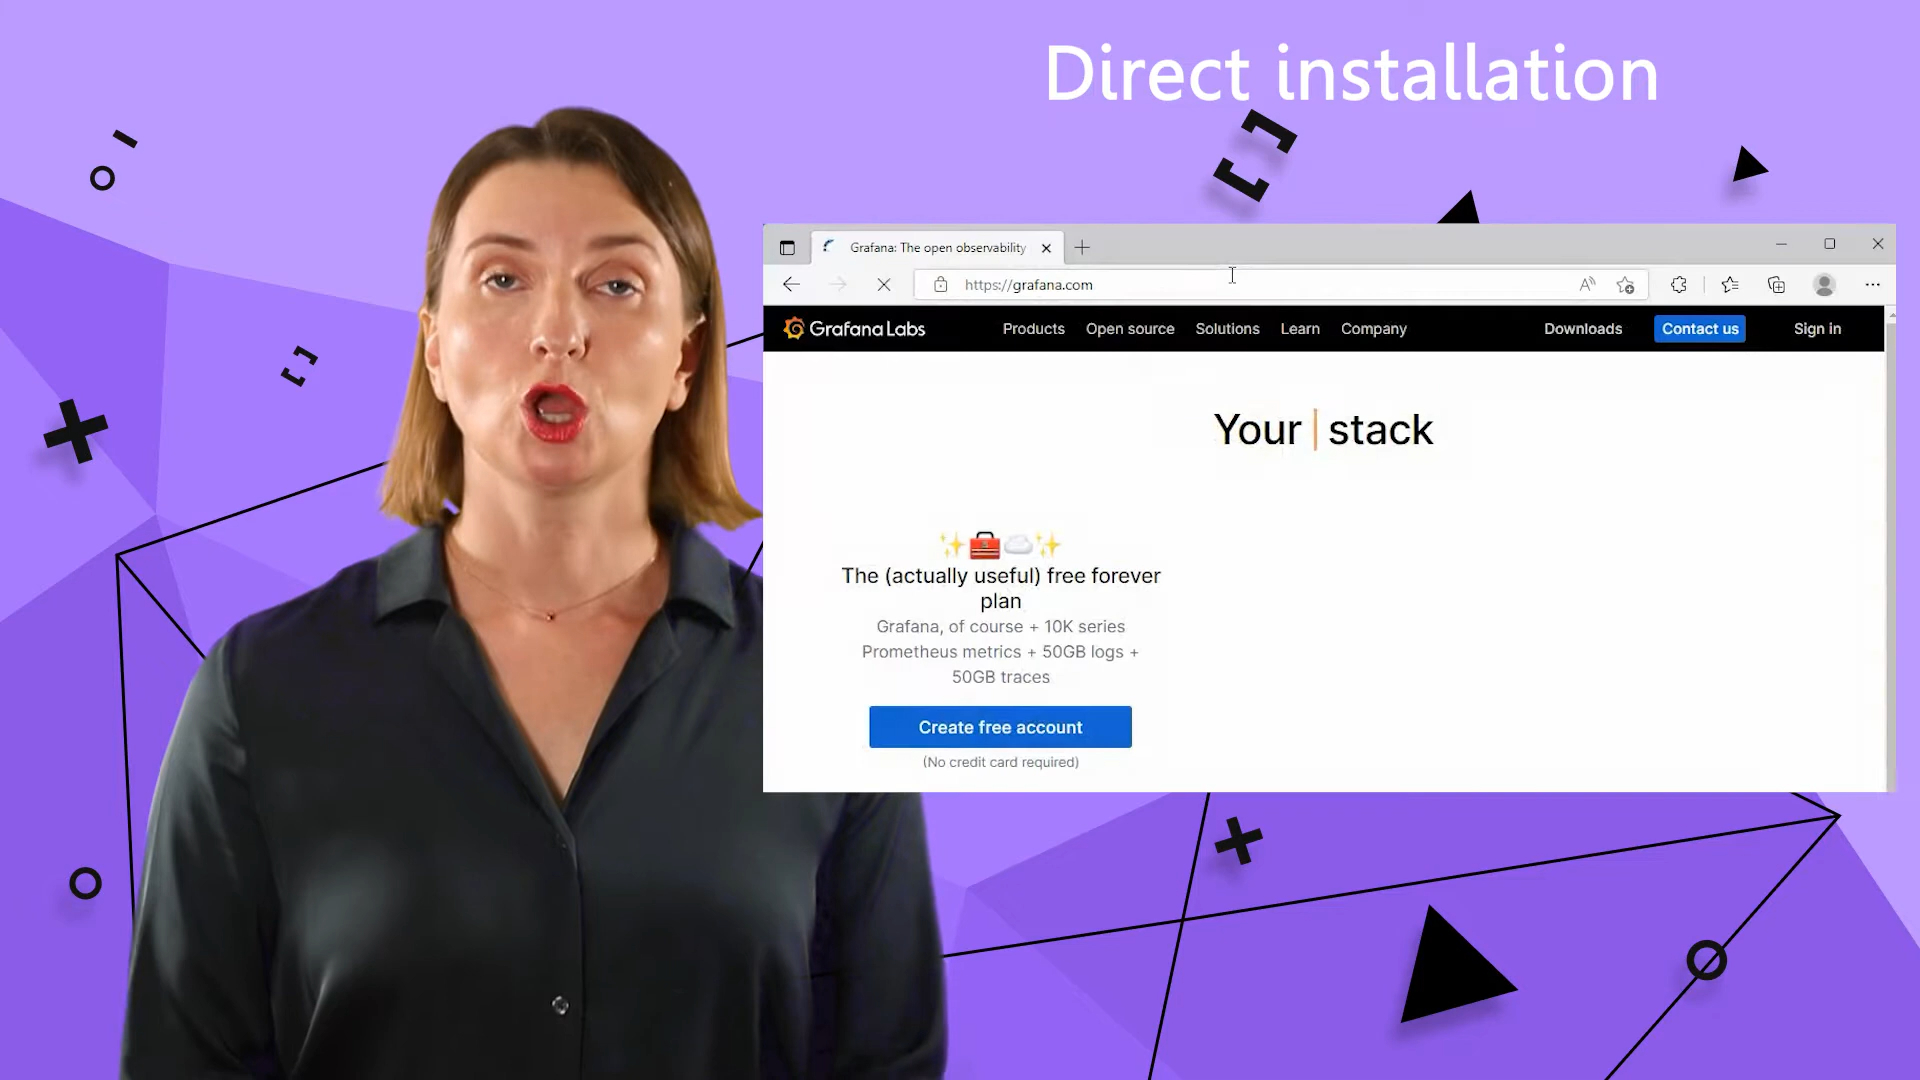 Direct installation
Grafana: The open observability
https://grafana.com
Grafana Labs Products Open source Solutions Learn Company Downloads Contact us Sign in
Your stack
The (actually useful) free forever
plan
Grafana, of course + 10K series
Prometheus metrics + 50GB logs +
50GB traces
Create free account
(No credit card required)